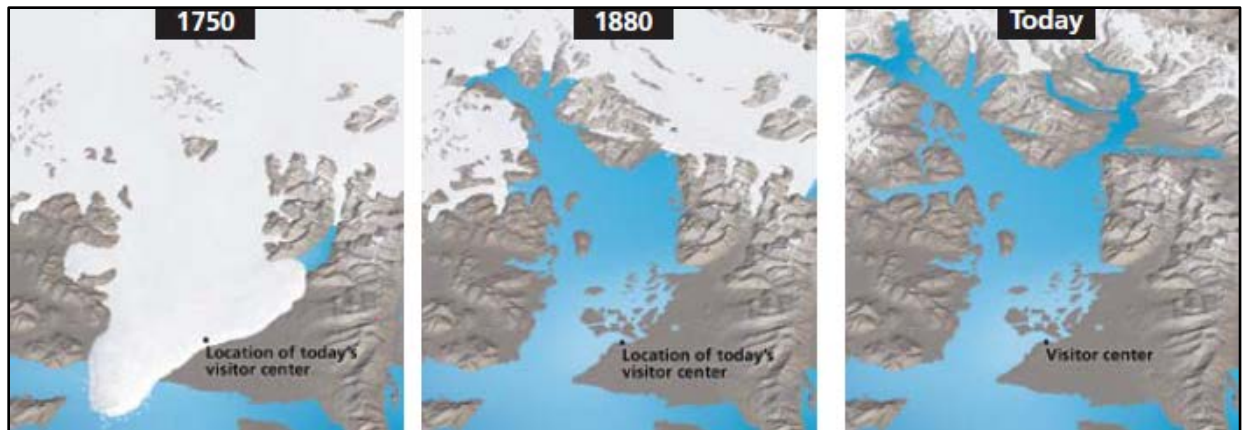 1750
1880
Today
Location of today's
visitor center
Location of today's
visitor center
Visitor center